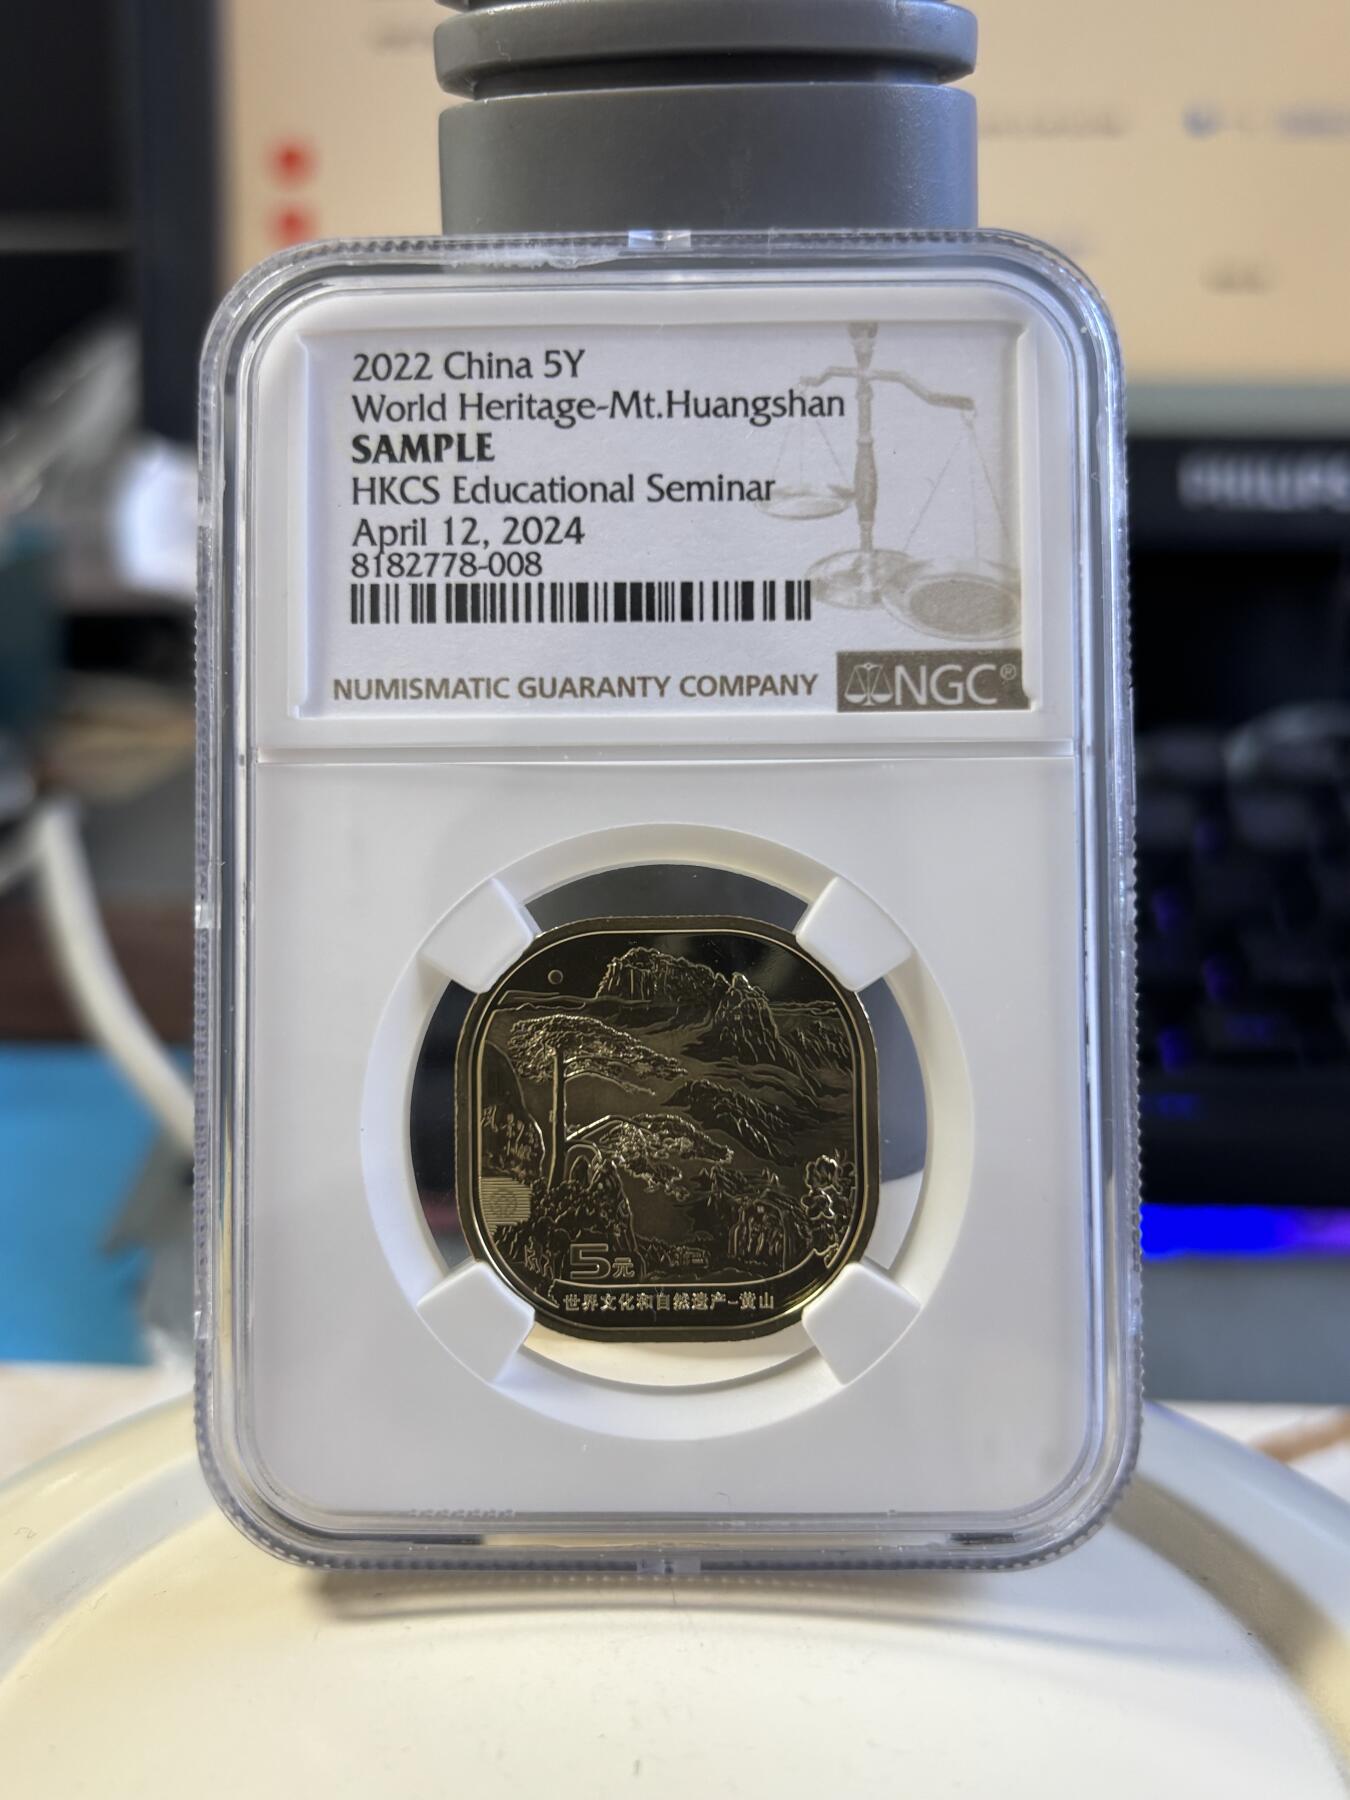 2022 China 5Y
World Heritage-Mt.Huangshan
SAMPLE
HKCS Educational Seminar
April 12, 2024
8182778-008
NUMISMATIC GUARANTY COMPANY NGC®
5元
世界文化和自然遗产-黄山
PHILIPS